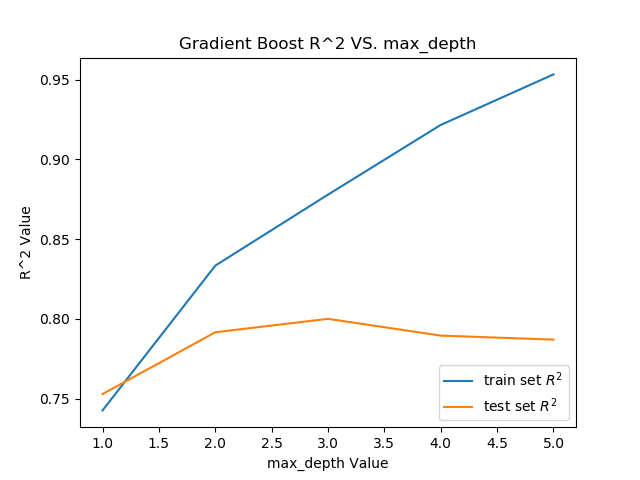 Gradient Boost R^2 VS. max_depth
R^2 Value
0.95
0.90
0.85
0.80
0.75
1.0 1.5 2.0 2.5 3.0 3.5 4.0 4.5 5.0
max_depth Value
train set R²
test set R²